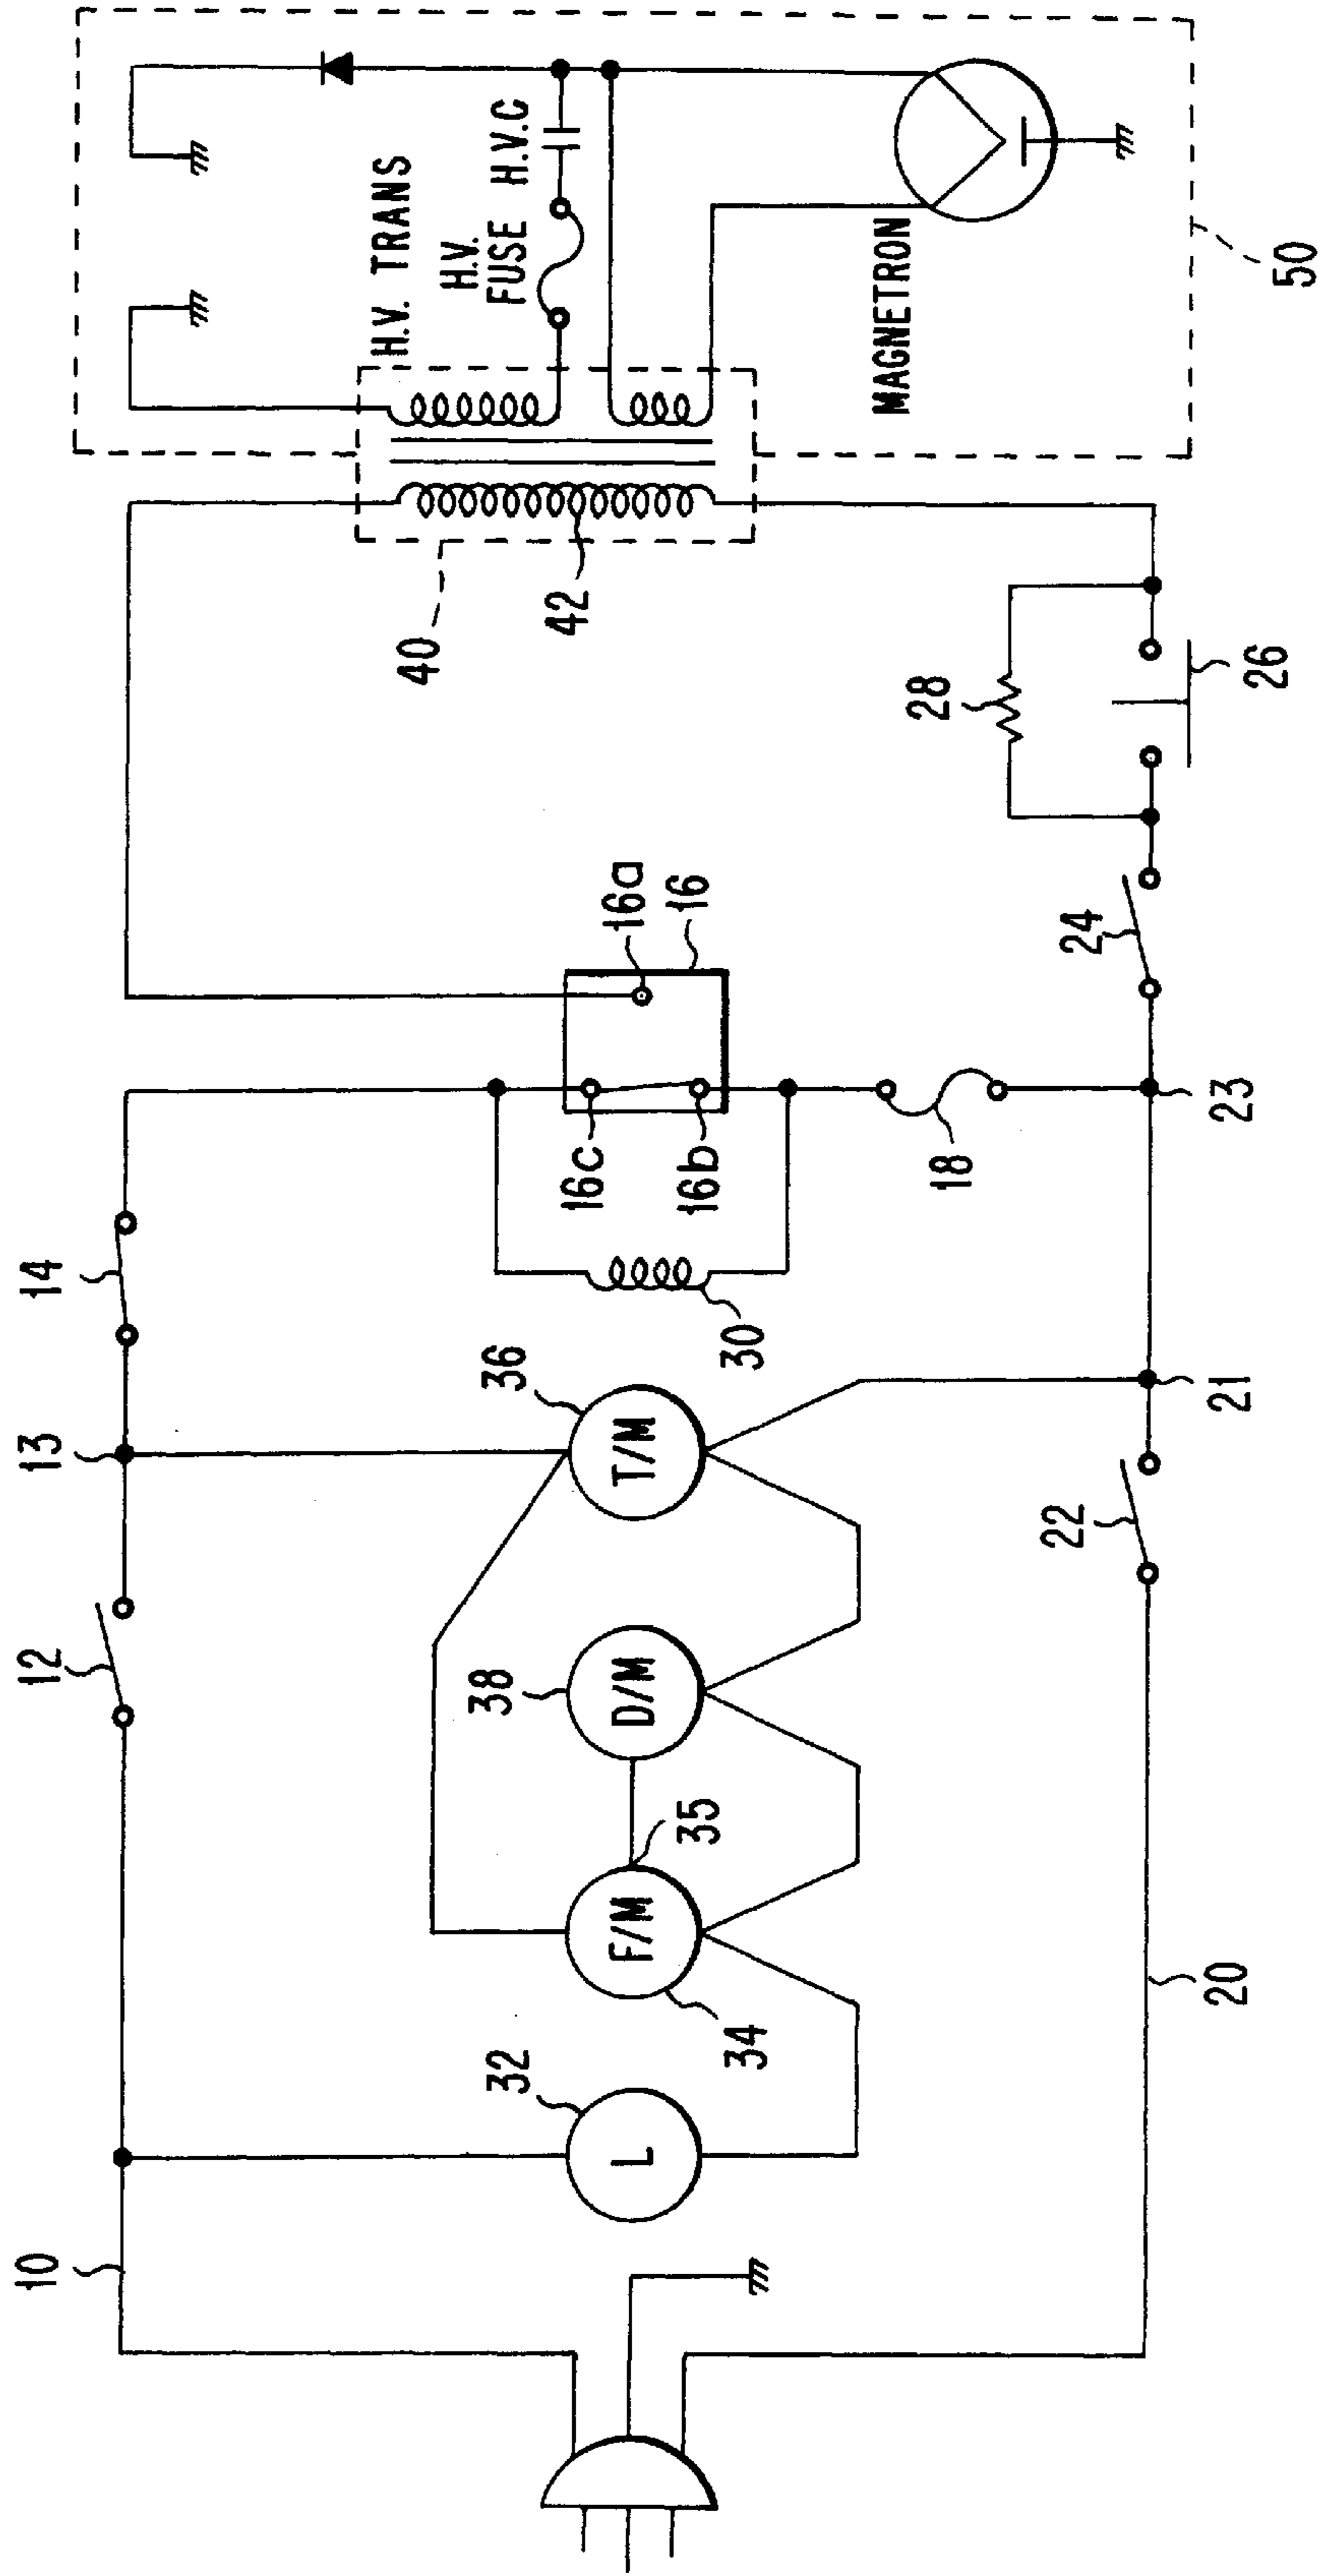 10
12
13
14
16a
16
16c
16b
30
18
23
36
T/M
38
D/M
35
F/M
34
32
L
20
22
21
24
28
26
40
42
H.V. TRANS
H.V.
FUSE
H.V.C
MAGNETRON
50